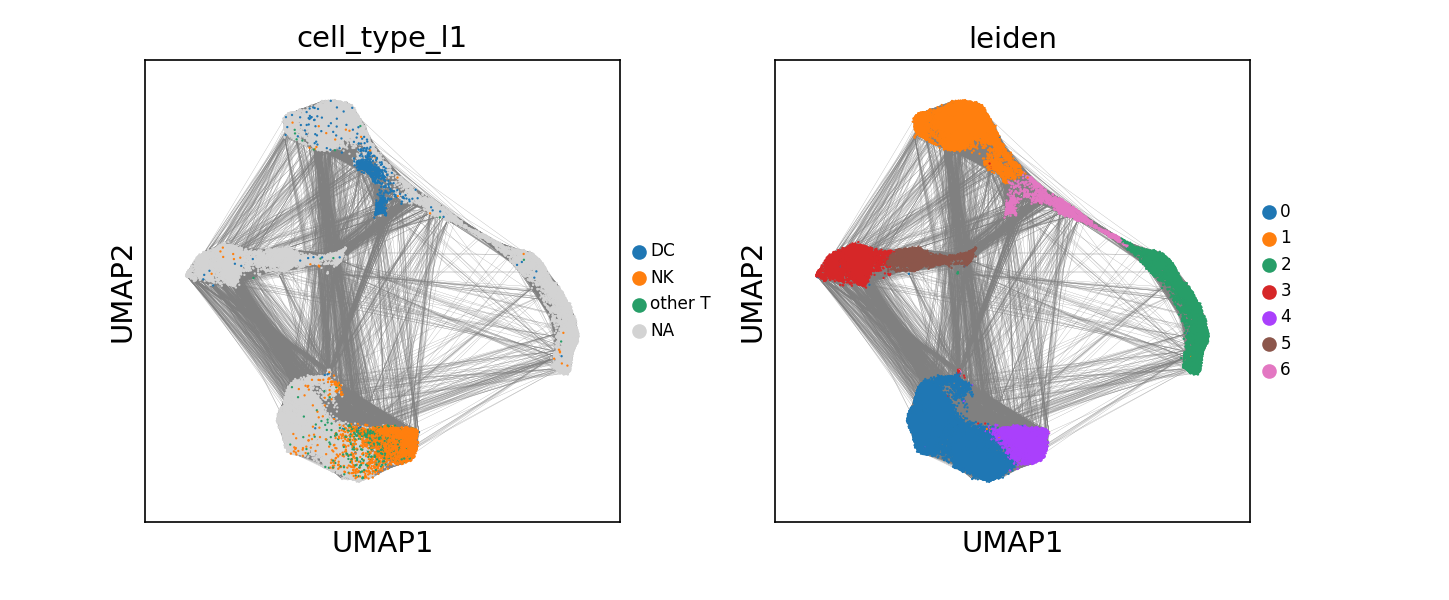 cell_type_l1
UMAP2
UMAP1
DC
NK
other T
NA
leiden
UMAP2
UMAP1
0
1
2
3
4
5
6